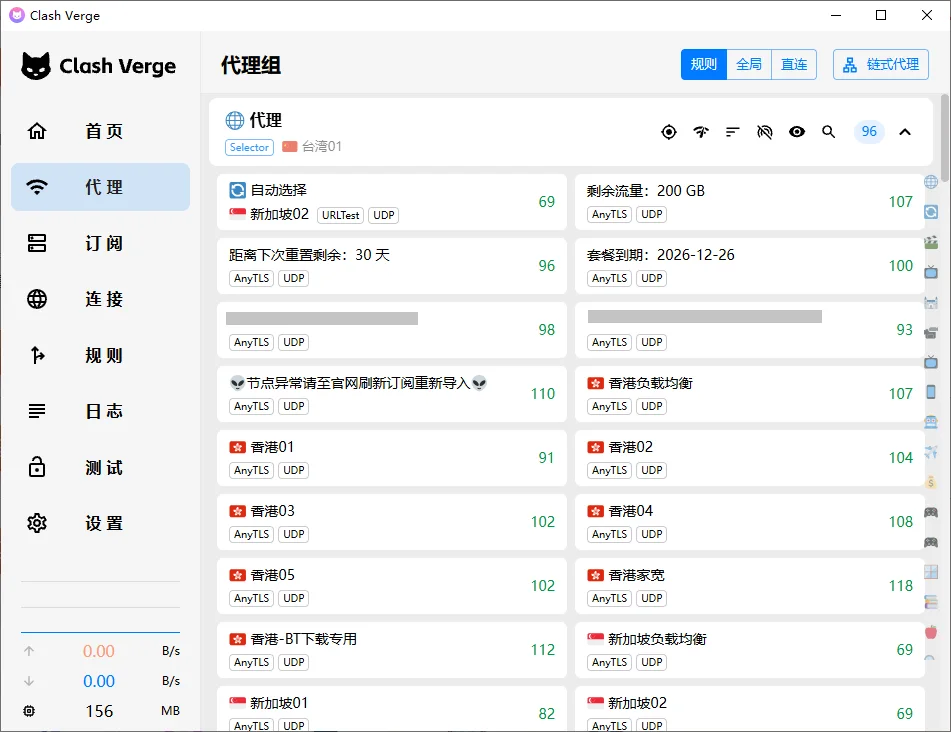 Clash Verge
Clash Verge
首页
代理
订阅
连接
规则
日志
测试
设置
0.00 B/s
0.00 B/s
156 MB
代理组
规则 全局 直连 链式代理
代理
Selector 台湾01
96
自动选择
新加坡02 URLTest UDP
69
剩余流量：200 GB
AnyTLS UDP
107
距离下次重置剩余：30 天
AnyTLS UDP
96
套餐到期：2026-12-26
AnyTLS UDP
100
AnyTLS UDP
98
AnyTLS UDP
93
👽节点异常请至官网刷新订阅重新导入👽
AnyTLS UDP
110
香港负载均衡
AnyTLS UDP
107
香港01
AnyTLS UDP
91
香港02
AnyTLS UDP
104
香港03
AnyTLS UDP
102
香港04
AnyTLS UDP
108
香港05
AnyTLS UDP
102
香港家宽
AnyTLS UDP
118
香港-BT下载专用
AnyTLS UDP
112
新加坡负载均衡
AnyTLS UDP
69
新加坡01
AnyTLS UDP
82
新加坡02
AnyTLS UDP
69